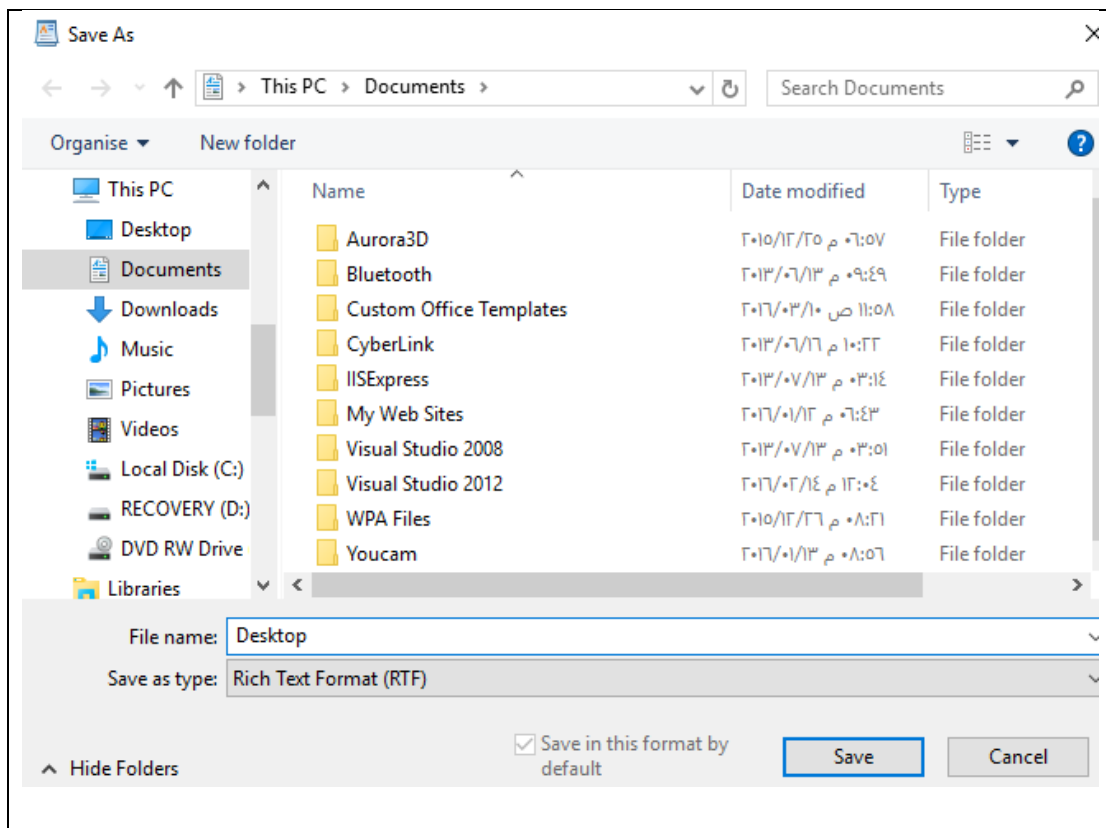 Save As
This PC > Documents >
Search Documents
Organise
New folder
Name
Date modified
Type
This PC
Desktop
Documents
Downloads
Music
Pictures
Videos
Local Disk (C:)
RECOVERY (D:)
DVD RW Drive
Libraries
Aurora3D ٢٠١٥/١٢/٢٥ م ٠٦:٥٧ File folder
Bluetooth ٢٠١٣/٠٦/١٣ م ٠٩:٤٩ File folder
Custom Office Templates ٢٠١٦/٠٣/١٠ ص ١١:٥٨ File folder
CyberLink ٢٠١٣/٠٦/١٦ م ١٠:٢٢ File folder
IISExpress ٢٠١٣/٠٧/١٣ م ٠٣:١٤ File folder
My Web Sites ٢٠١٦/٠١/١٢ م ٠٦:٤٣ File folder
Visual Studio 2008 ٢٠١٣/٠٧/١٣ م ٠٣:٥١ File folder
Visual Studio 2012 ٢٠١٦/٠٢/١٤ م ١٢:٠٤ File folder
WPA Files ٢٠١٥/١٢/٢٦ م ٠٨:٢١ File folder
Youcam ٢٠١٦/٠١/١٣ م ٠٨:٥٦ File folder
File name: Desktop
Save as type: Rich Text Format (RTF)
Save in this format by
default
Save
Cancel
Hide Folders